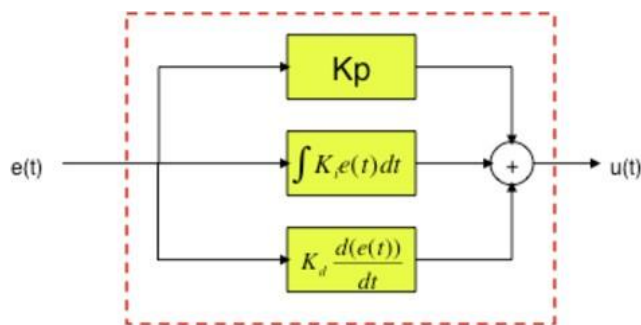 Kp
e(t)
∫ K_i e(t)dt
+
u(t)
K_d d(e(t))/dt